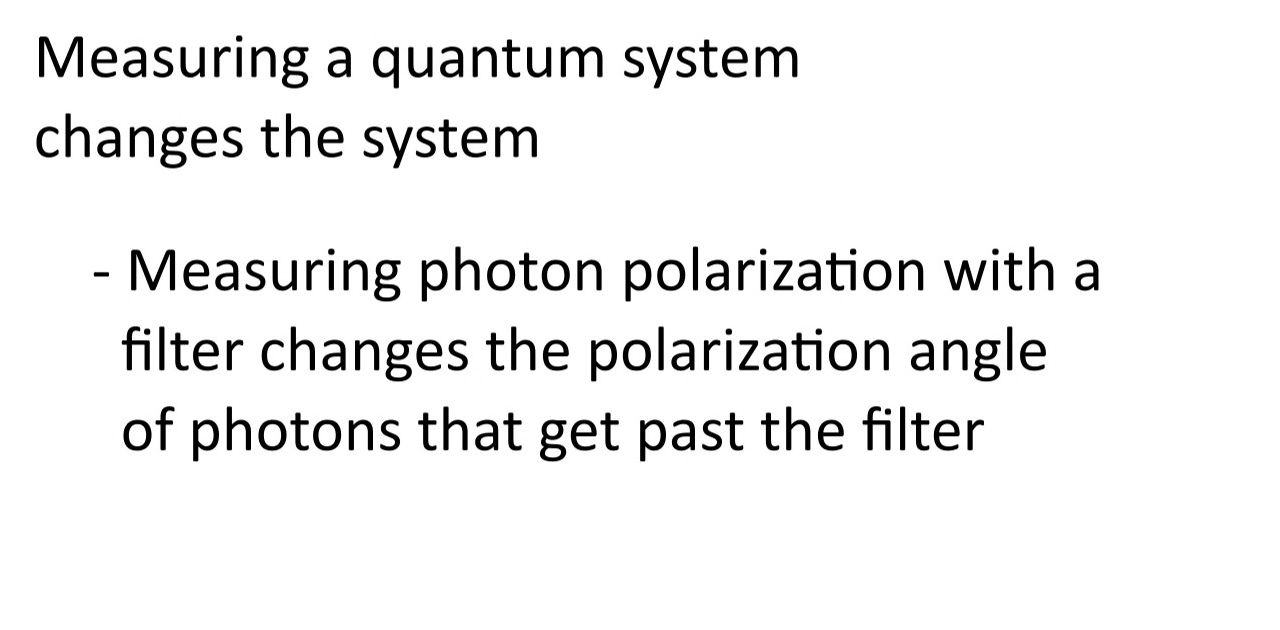 Measuring a quantum system
changes the system
- Measuring photon polarization with a
filter changes the polarization angle
of photons that get past the filter